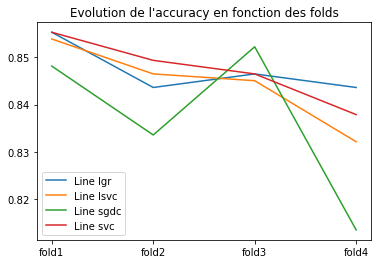 Evolution de l'accuracy en fonction des folds
0.85
0.84
0.83
0.82
Line lgr
Line lsvc
Line sgdc
Line svc
fold1 fold2 fold3 fold4